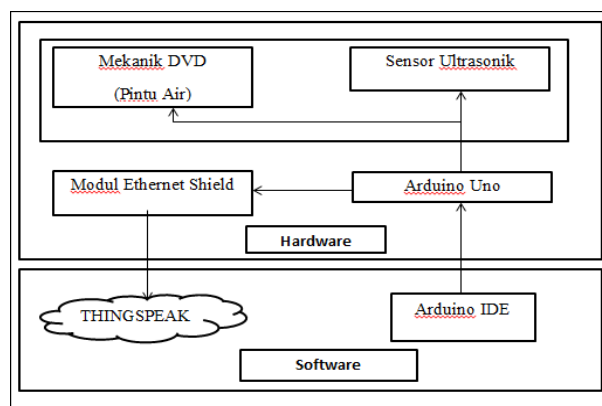 Mekanik DVD
(Pintu Air)
Sensor Ultrasonik
Modul Ethernet Shield
Arduino Uno
Hardware
THINGSPEAK
Arduino IDE
Software